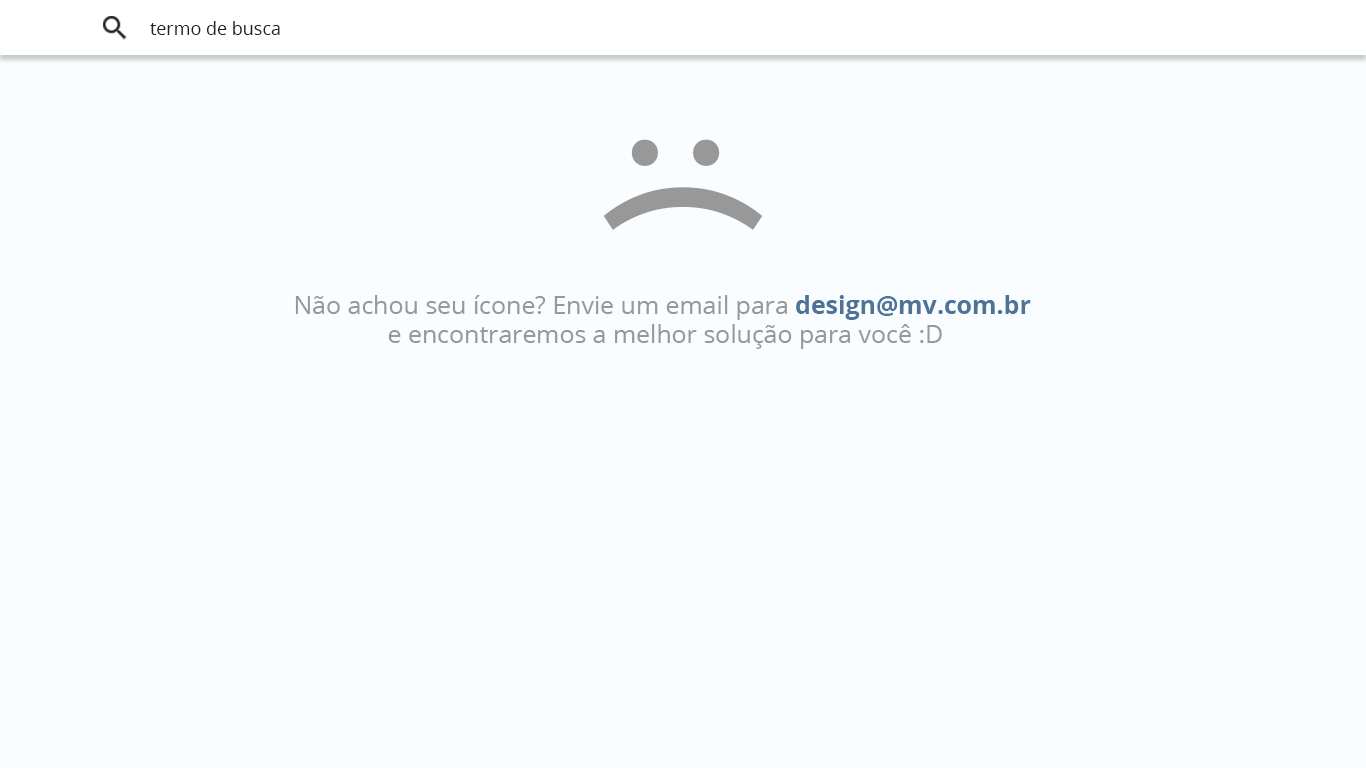 termo de busca
Não achou seu ícone? Envie um email para design@mv.com.br
e encontraremos a melhor solução para você :D